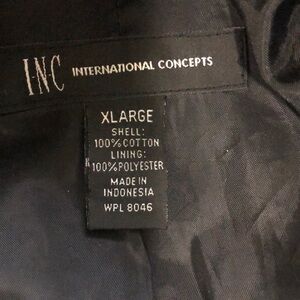 I·N·C INTERNATIONAL CONCEPTS
XLARGE
SHELL:
100%COTTON
LINING:
100%POLYESTER
MADE IN
INDONESIA
WPL 8046